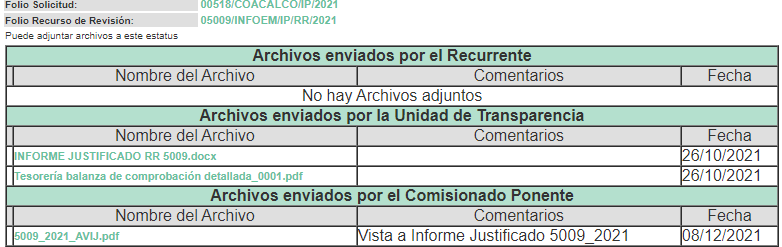 Folio Solicitud: 00518/COACALCO/IP/2021
Folio Recurso de Revisión: 05009/INFOEM/IP/RR/2021
Puede adjuntar archivos a este estatus
Archivos enviados por el Recurrente
Nombre del Archivo Comentarios Fecha
No hay Archivos adjuntos
Archivos enviados por la Unidad de Transparencia
Nombre del Archivo Comentarios Fecha
INFORME JUSTIFICADO RR 5009.docx 26/10/2021
Tesorería balanza de comprobación detallada_0001.pdf 26/10/2021
Archivos enviados por el Comisionado Ponente
Nombre del Archivo Comentarios Fecha
5009_2021_AVIJ.pdf Vista a Informe Justificado 5009_2021 08/12/2021